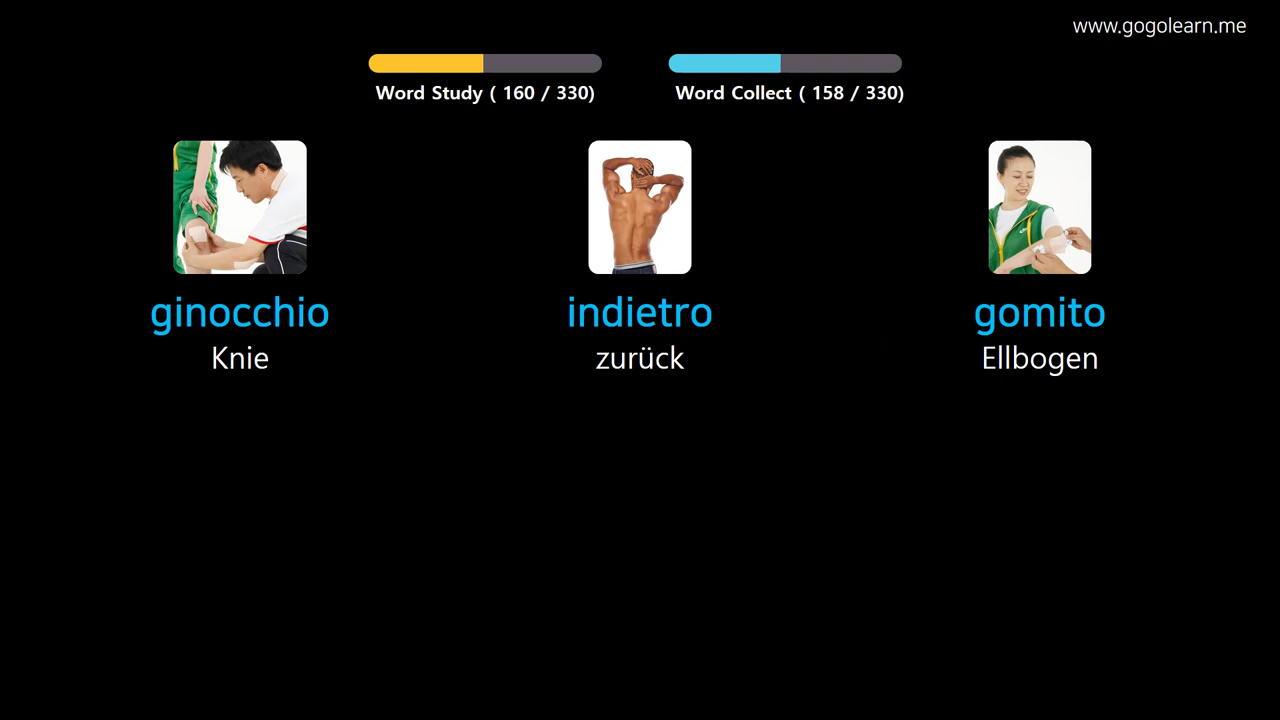 www.gogolearn.me
Word Study ( 160 / 330)
Word Collect ( 158 / 330)
ginocchio
Knie
indietro
zurück
gomito
Ellbogen